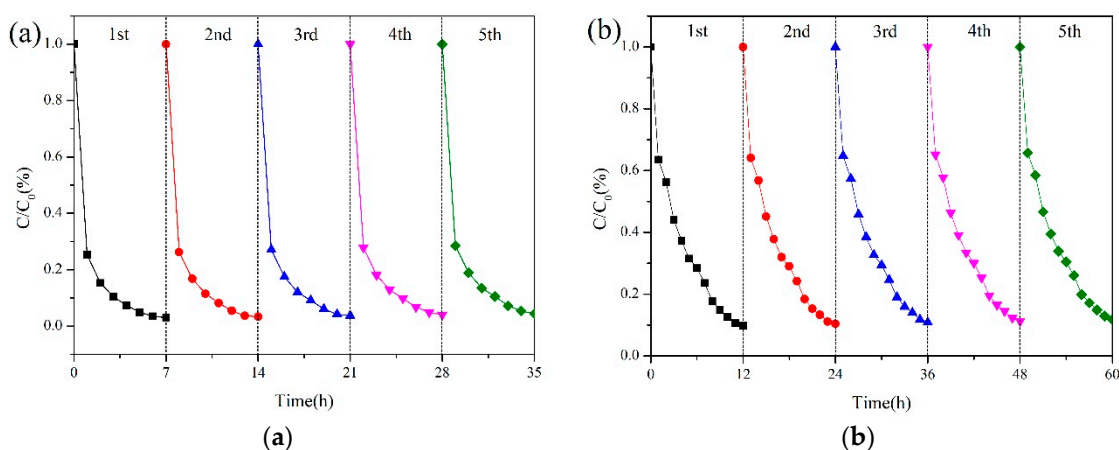 (a)
1st 2nd 3rd 4th 5th
1.0
0.8
0.6
0.4
0.2
0.0
C/C0(%)
0 7 14 21 28 35
Time(h)
(a)
(b)
1st 2nd 3rd 4th 5th
1.0
0.8
0.6
0.4
0.2
0.0
C/C0(%)
0 12 24 36 48 60
Time(h)
(b)